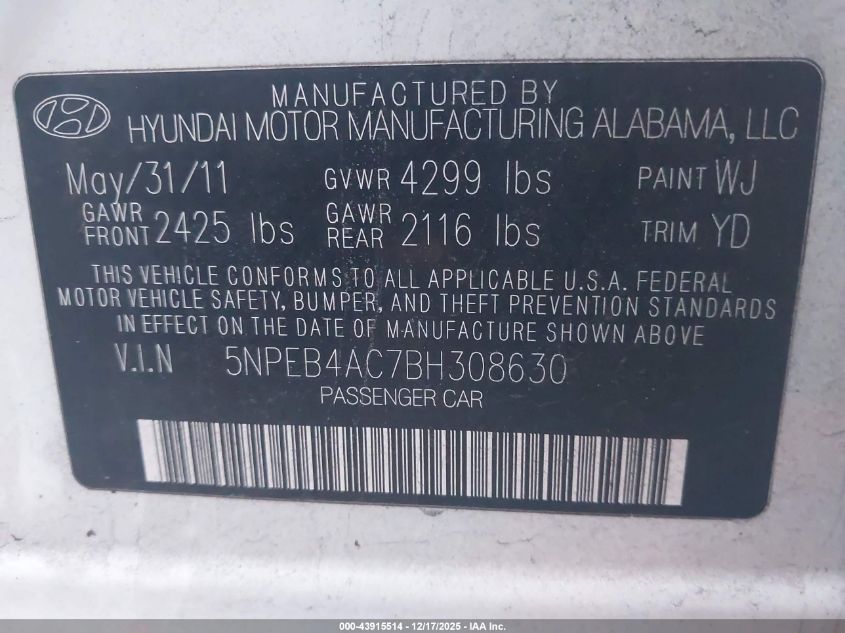 MANUFACTURED BY
HYUNDAI MOTOR MANUFACTURING ALABAMA, LLC
May/31/11 GVWR 4299 lbs PAINT WJ
GAWR FRONT 2425 lbs GAWR REAR 2116 lbs TRIM YD
THIS VEHICLE CONFORMS TO ALL APPLICABLE U.S.A. FEDERAL
MOTOR VEHICLE SAFETY, BUMPER, AND THEFT PREVENTION STANDARDS
IN EFFECT ON THE DATE OF MANUFACTURE SHOWN ABOVE
V.I.N 5NPEB4AC7BH308630
PASSENGER CAR
000-43915514 - 12/17/2025 - IAA Inc.